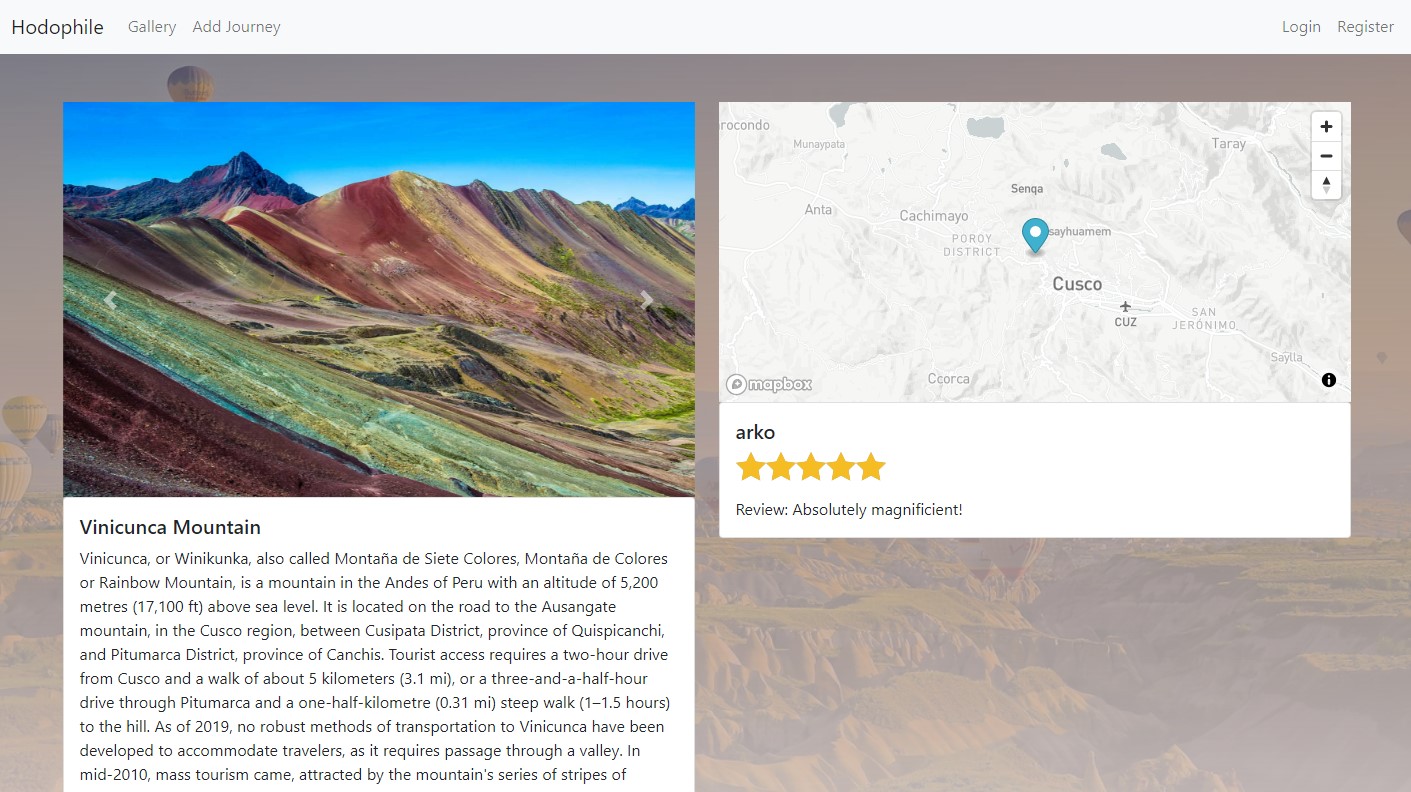 Hodophile Gallery Add Journey Login Register
Vinicunca Mountain
Vinicunca, or Winikunka, also called Montaña de Siete Colores, Montaña de Colores
or Rainbow Mountain, is a mountain in the Andes of Peru with an altitude of 5,200
metres (17,100 ft) above sea level. It is located on the road to the Ausangate
mountain, in the Cusco region, between Cusipata District, province of Quispicanchi,
and Pitumarca District, province of Canchis. Tourist access requires a two-hour drive
from Cusco and a walk of about 5 kilometers (3.1 mi), or a three-and-a-half-hour
drive through Pitumarca and a one-half-kilometre (0.31 mi) steep walk (1–1.5 hours)
to the hill. As of 2019, no robust methods of transportation to Vinicunca have been
developed to accommodate travelers, as it requires passage through a valley. In
mid-2010, mass tourism came, attracted by the mountain's series of stripes of
rocondo
Munaypata
Taray
Senqa
Anta
Cachimayo
POROY
DISTRICT
sayhuamem
Cusco
CUZ
SAN
JERÓNIMO
Saylla
Ccorca
mapbox
arko
Review: Absolutely magnificient!